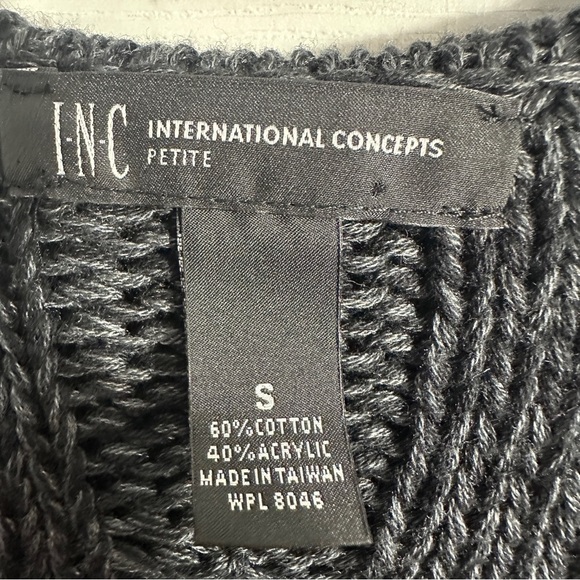 I·N·C INTERNATIONAL CONCEPTS
PETITE
S
60% COTTON
40% ACRYLIC
MADE IN TAIWAN
WPL 8046